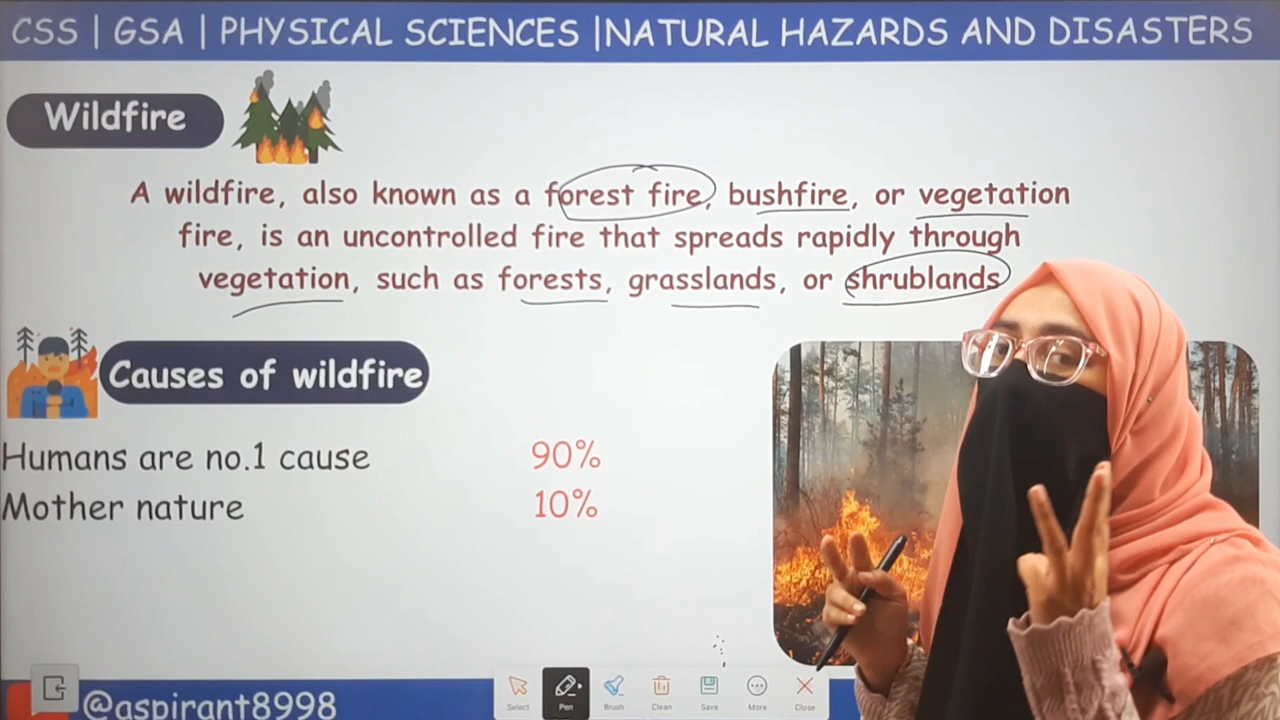 CSS | GSA | PHYSICAL SCIENCES |NATURAL HAZARDS AND DISASTERS
Wildfire
A wildfire, also known as a forest fire, bushfire, or vegetation
fire, is an uncontrolled fire that spreads rapidly through
vegetation, such as forests, grasslands, or shrublands
Causes of wildfire
Humans are no.1 cause 90%
Mother nature 10%
@aspirant8998
Select Pen Brush Clean Save More Close